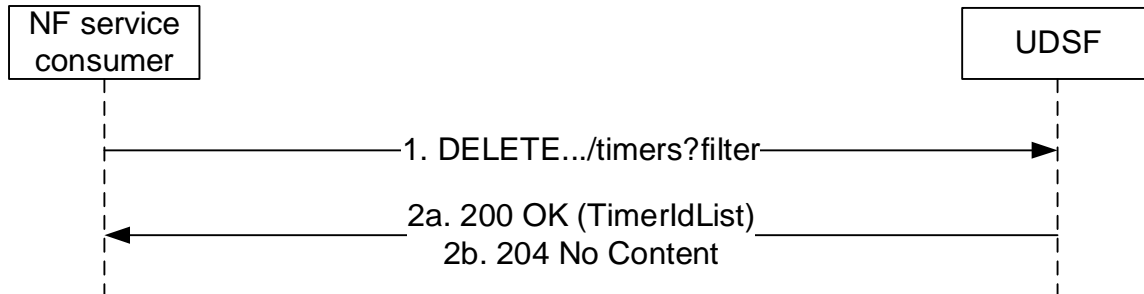 NF service
consumer
UDSF
1. DELETE.../timers?filter
2a. 200 OK (TimerIdList)
2b. 204 No Content